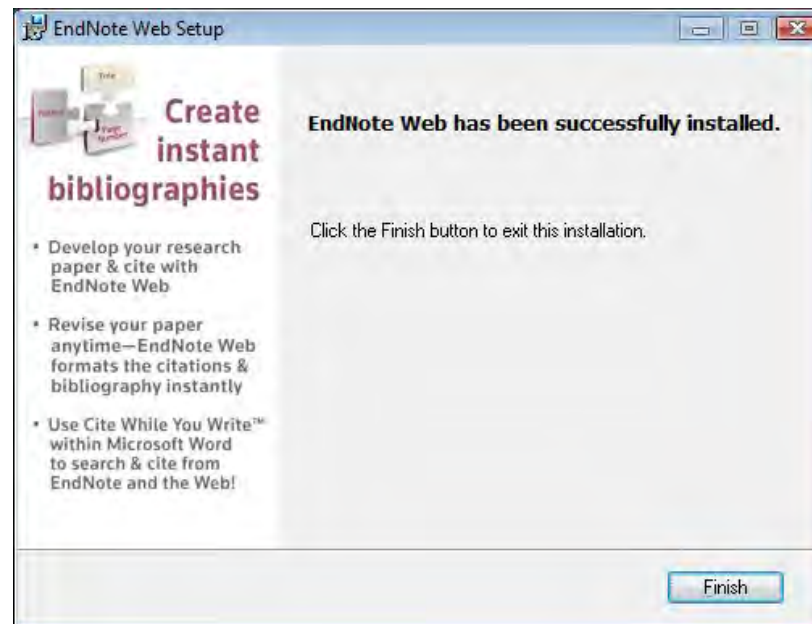 EndNote Web Setup
Create
instant
bibliographies
• Develop your research
paper & cite with
EndNote Web
• Revise your paper
anytime—EndNote Web
formats the citations &
bibliography instantly
• Use Cite While You Write™
within Microsoft Word
to search & cite from
EndNote and the Web!
EndNote Web has been successfully installed.
Click the Finish button to exit this installation.
Finish